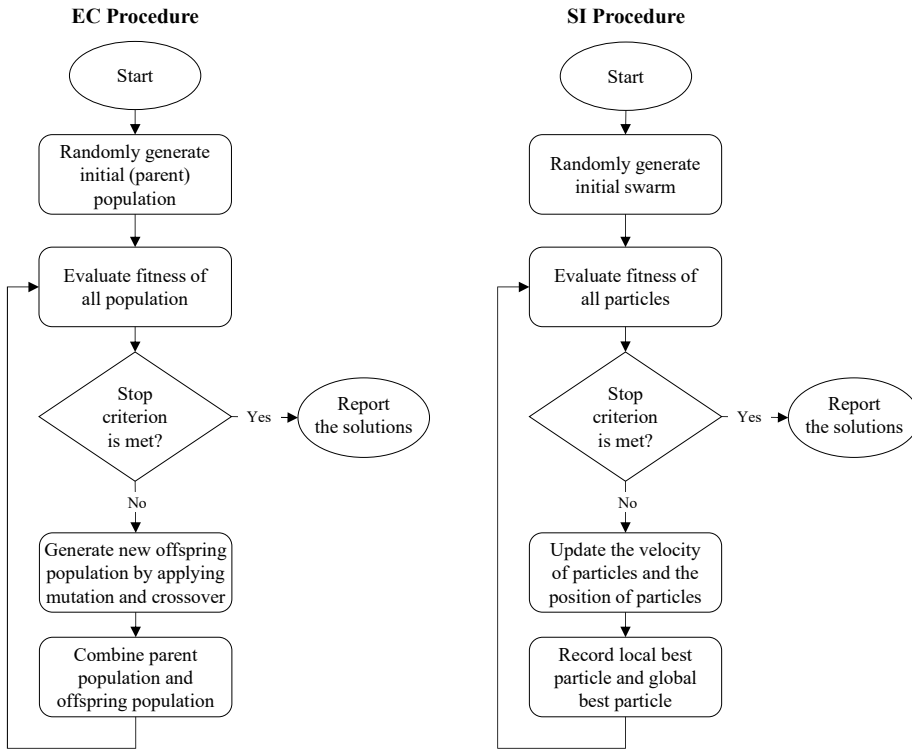 EC Procedure
Start
Randomly generate
initial (parent)
population
Evaluate fitness of
all population
Stop
criterion
is met?
Yes
Report
the solutions
No
Generate new offspring
population by applying
mutation and crossover
Combine parent
population and
offspring population
SI Procedure
Start
Randomly generate
initial swarm
Evaluate fitness of
all particles
Stop
criterion
is met?
Yes
Report
the solutions
No
Update the velocity
of particles and the
position of particles
Record local best
particle and global
best particle